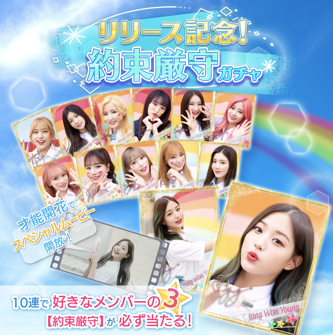 リリース記念!
約束厳守ガチャ
才能開花で
スペシャルムービー
開放!
Jang Won Young
10連で好きなメンバーの☆3
【約束厳守】が必ず当たる!